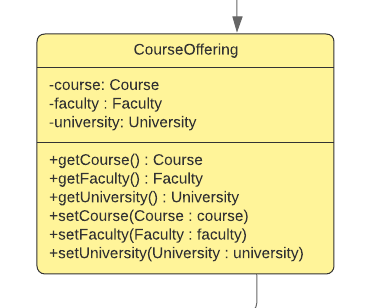 CourseOffering
-course: Course
-faculty : Faculty
-university: University
+getCourse() : Course
+getFaculty() : Faculty
+getUniversity() : University
+setCourse(Course : course)
+setFaculty(Faculty : faculty)
+setUniversity(University : university)